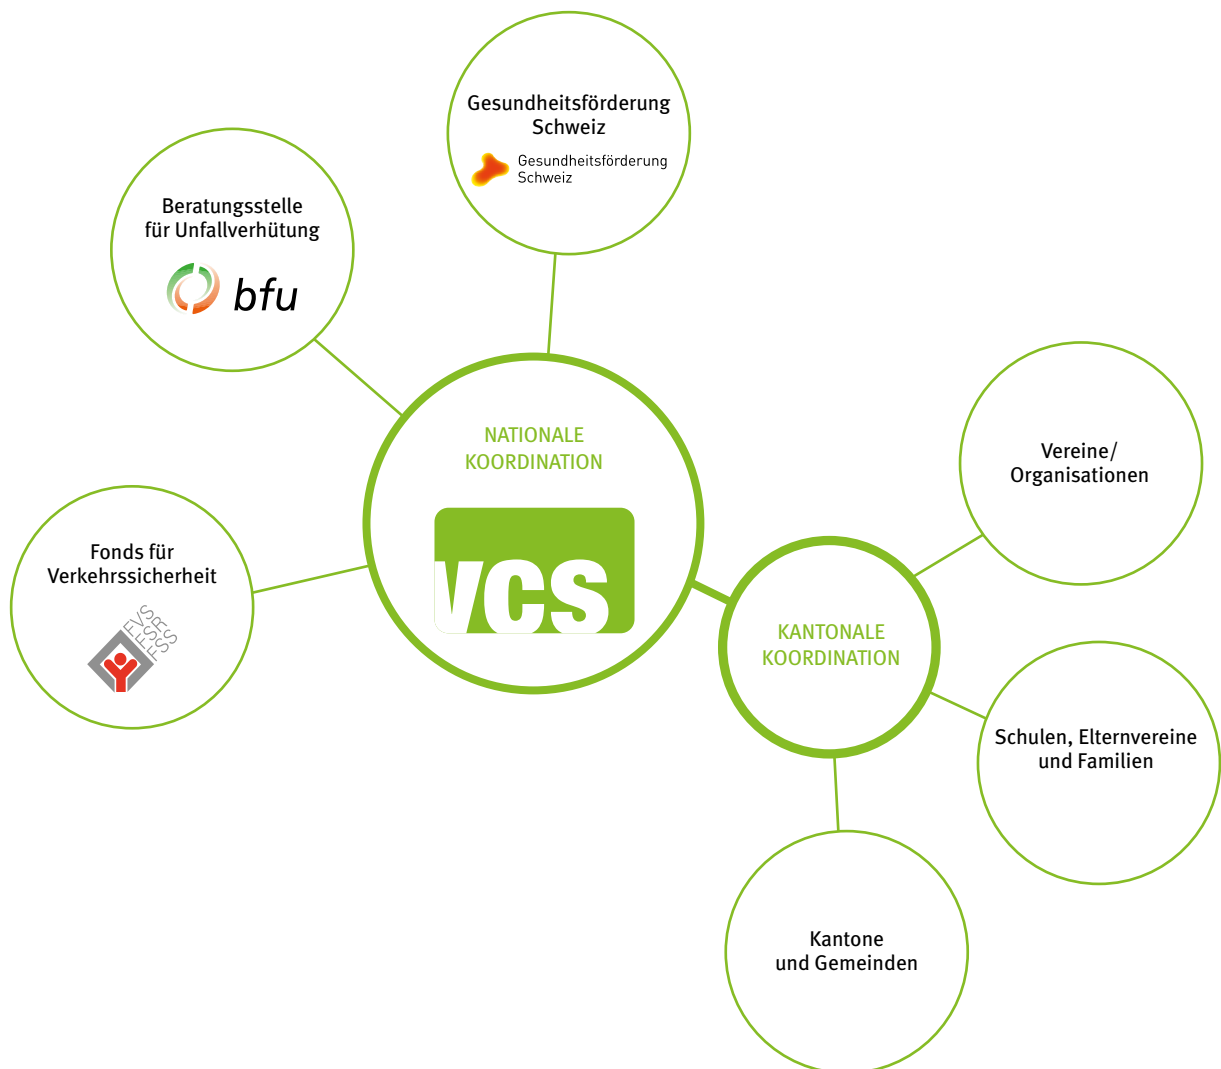 Gesundheitsförderung
Schweiz
Gesundheitsförderung
Schweiz
Beratungsstelle
für Unfallverhütung
bfu
NATIONALE
KOORDINATION
vcs
Vereine/
Organisationen
Fonds für
Verkehrssicherheit
FVS
FSR
FSS
KANTONALE
KOORDINATION
Schulen, Elternvereine
und Familien
Kantone
und Gemeinden